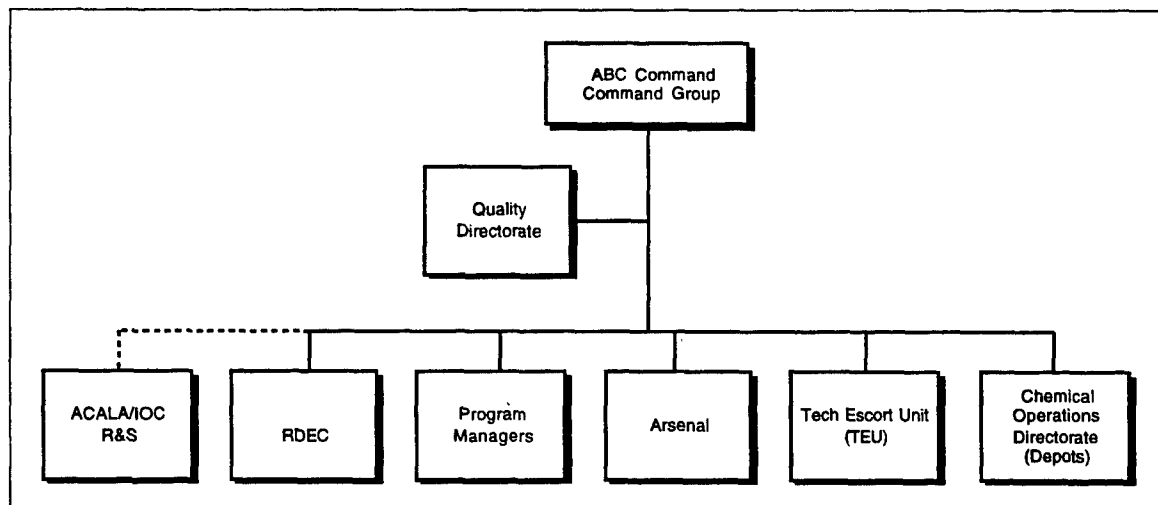 ABC Command
Command Group
Quality
Directorate
ACALA/IOC
R&S
RDEC
Program
Managers
Arsenal
Tech Escort Unit
(TEU)
Chemical
Operations
Directorate
(Depots)